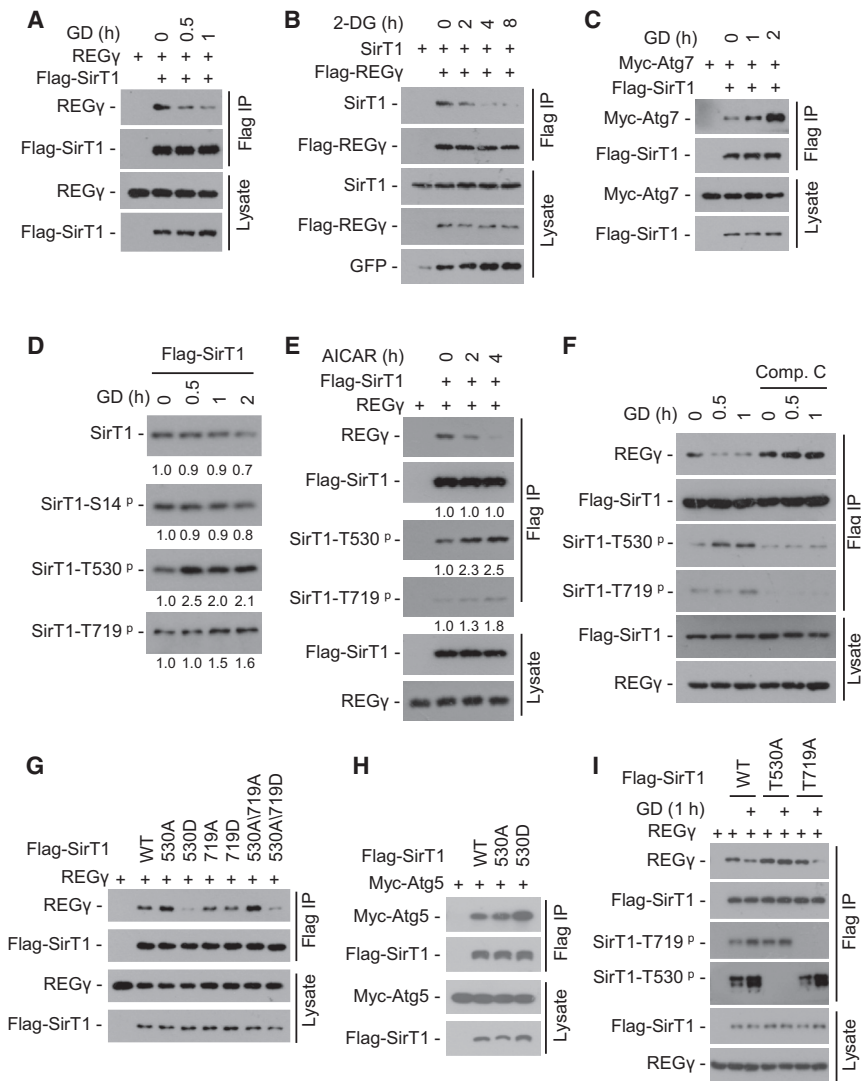 A
GD (h) 0 0.5 1
REGγ + + + +
Flag-SirT1 + + +
REGγ -
Flag-SirT1 -
Flag IP
REGγ -
Flag-SirT1 -
Lysate
B
2-DG (h) 0 2 4 8
SirT1 + + + + +
Flag-REGγ + + + +
SirT1 -
Flag-REGγ -
Flag IP
SirT1 -
Flag-REGγ -
GFP -
Lysate
C
GD (h) 0 1 2
Myc-Atg7 + + + +
Flag-SirT1 + + +
Myc-Atg7 -
Flag-SirT1 -
Flag IP
Myc-Atg7 -
Flag-SirT1 -
Lysate
D
Flag-SirT1
GD (h) 0 0.5 1 2
SirT1 -
1.0 0.9 0.9 0.7
SirT1-S14 p -
1.0 0.9 0.9 0.8
SirT1-T530 p -
1.0 2.5 2.0 2.1
SirT1-T719 p -
1.0 1.0 1.5 1.6
E
AICAR (h) 0 2 4
Flag-SirT1 + + +
REGγ + + + +
REGγ -
Flag-SirT1 -
1.0 1.0 1.0
SirT1-T530 p -
1.0 2.3 2.5
SirT1-T719 p -
1.0 1.3 1.8
Flag IP
Flag-SirT1 -
REGγ -
Lysate
F
Comp. C
GD (h) 0 0.5 1 0 0.5 1
REGγ -
Flag-SirT1 -
SirT1-T530 p -
SirT1-T719 p -
Flag IP
Flag-SirT1 -
REGγ -
Lysate
G
Flag-SirT1 WT 530A 530D 719A 719D 530A\719A 530A\719D
REGγ + + + + + + + +
REGγ -
Flag-SirT1 -
Flag IP
REGγ -
Flag-SirT1 -
Lysate
H
Flag-SirT1 WT 530A 530D
Myc-Atg5 + + + +
Myc-Atg5 -
Flag-SirT1 -
Flag IP
Myc-Atg5 -
Flag-SirT1 -
Lysate
I
Flag-SirT1 WT T530A T719A
GD (1 h) + + +
REGγ + + + + + + +
REGγ -
Flag-SirT1 -
SirT1-T719 p -
SirT1-T530 p -
Flag IP
Flag-SirT1 -
REGγ -
Lysate